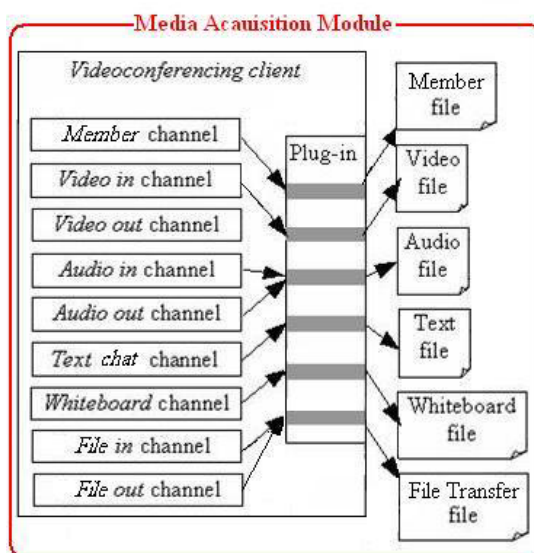 Media Acauisition Module
Videoconferencing client
Member channel
Video in channel
Video out channel
Audio in channel
Audio out channel
Text chat channel
Whiteboard channel
File in channel
File out channel
Plug-in
Member
file
Video
file
Audio
file
Text
file
Whiteboard
file
File Transfer
file